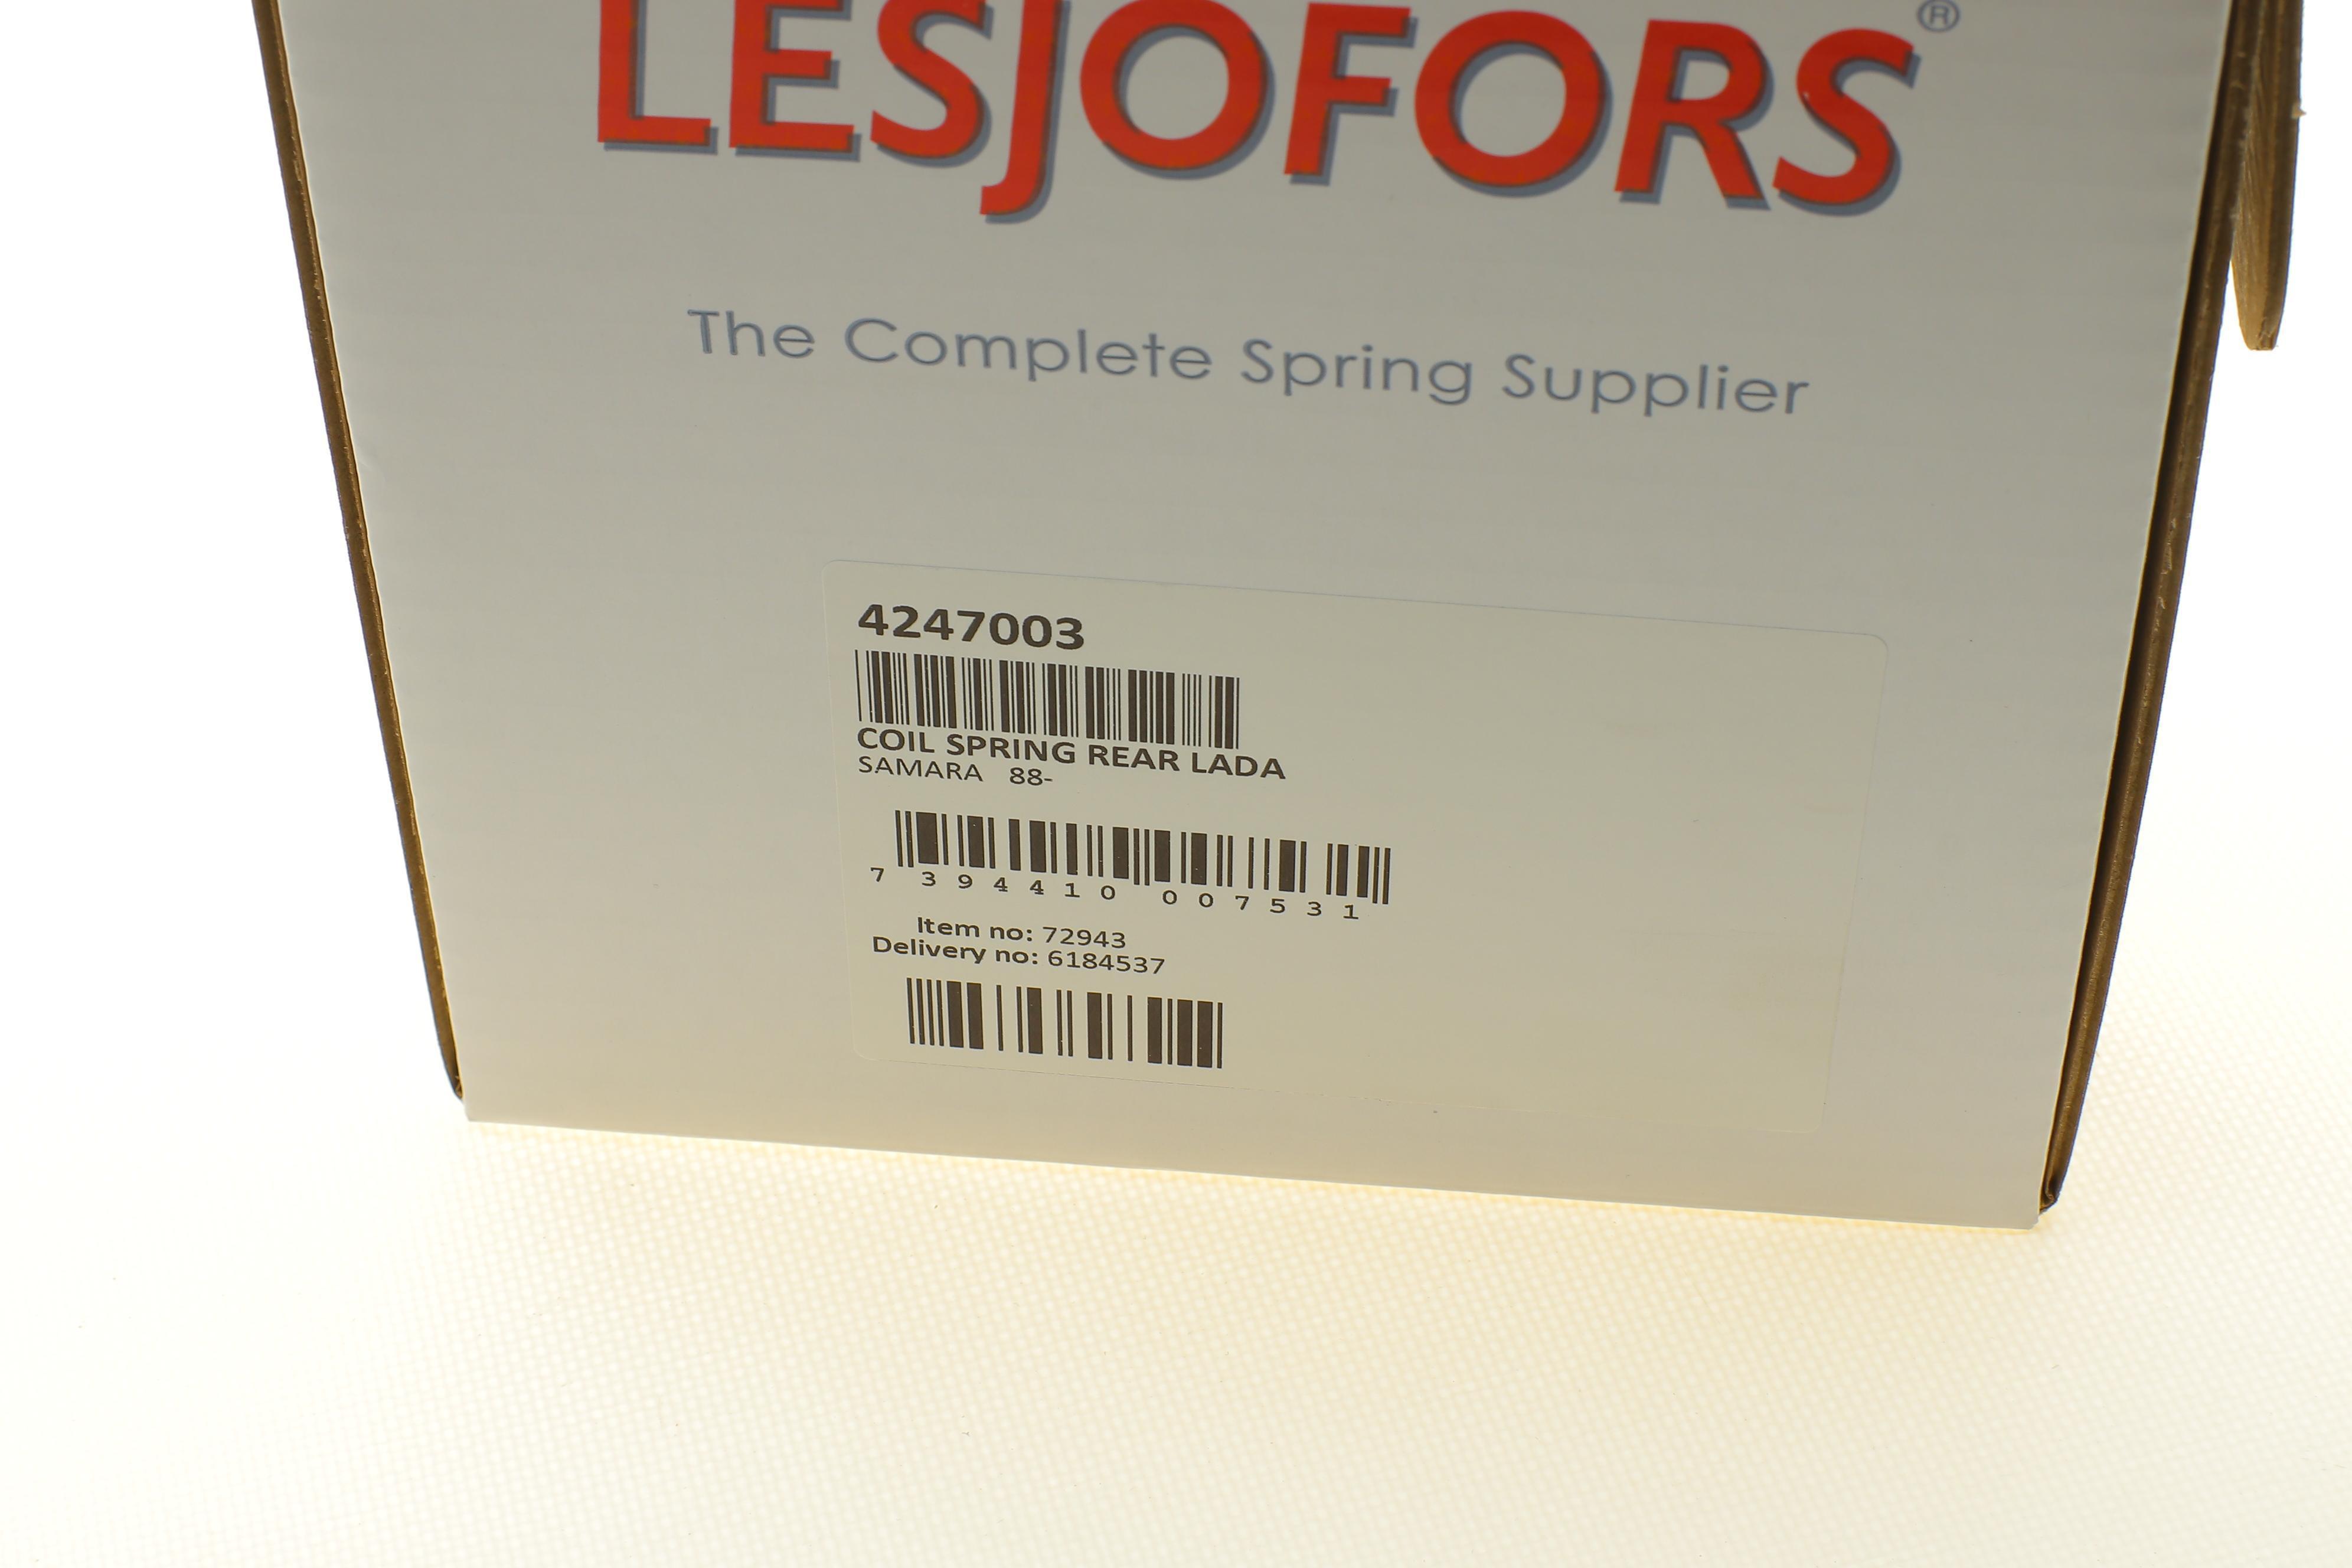 LESJOFORS®
The Complete Spring Supplier
4247003
COIL SPRING REAR LADA
SAMARA 88-
7 394410 007531
Item no: 72943
Delivery no: 6184537